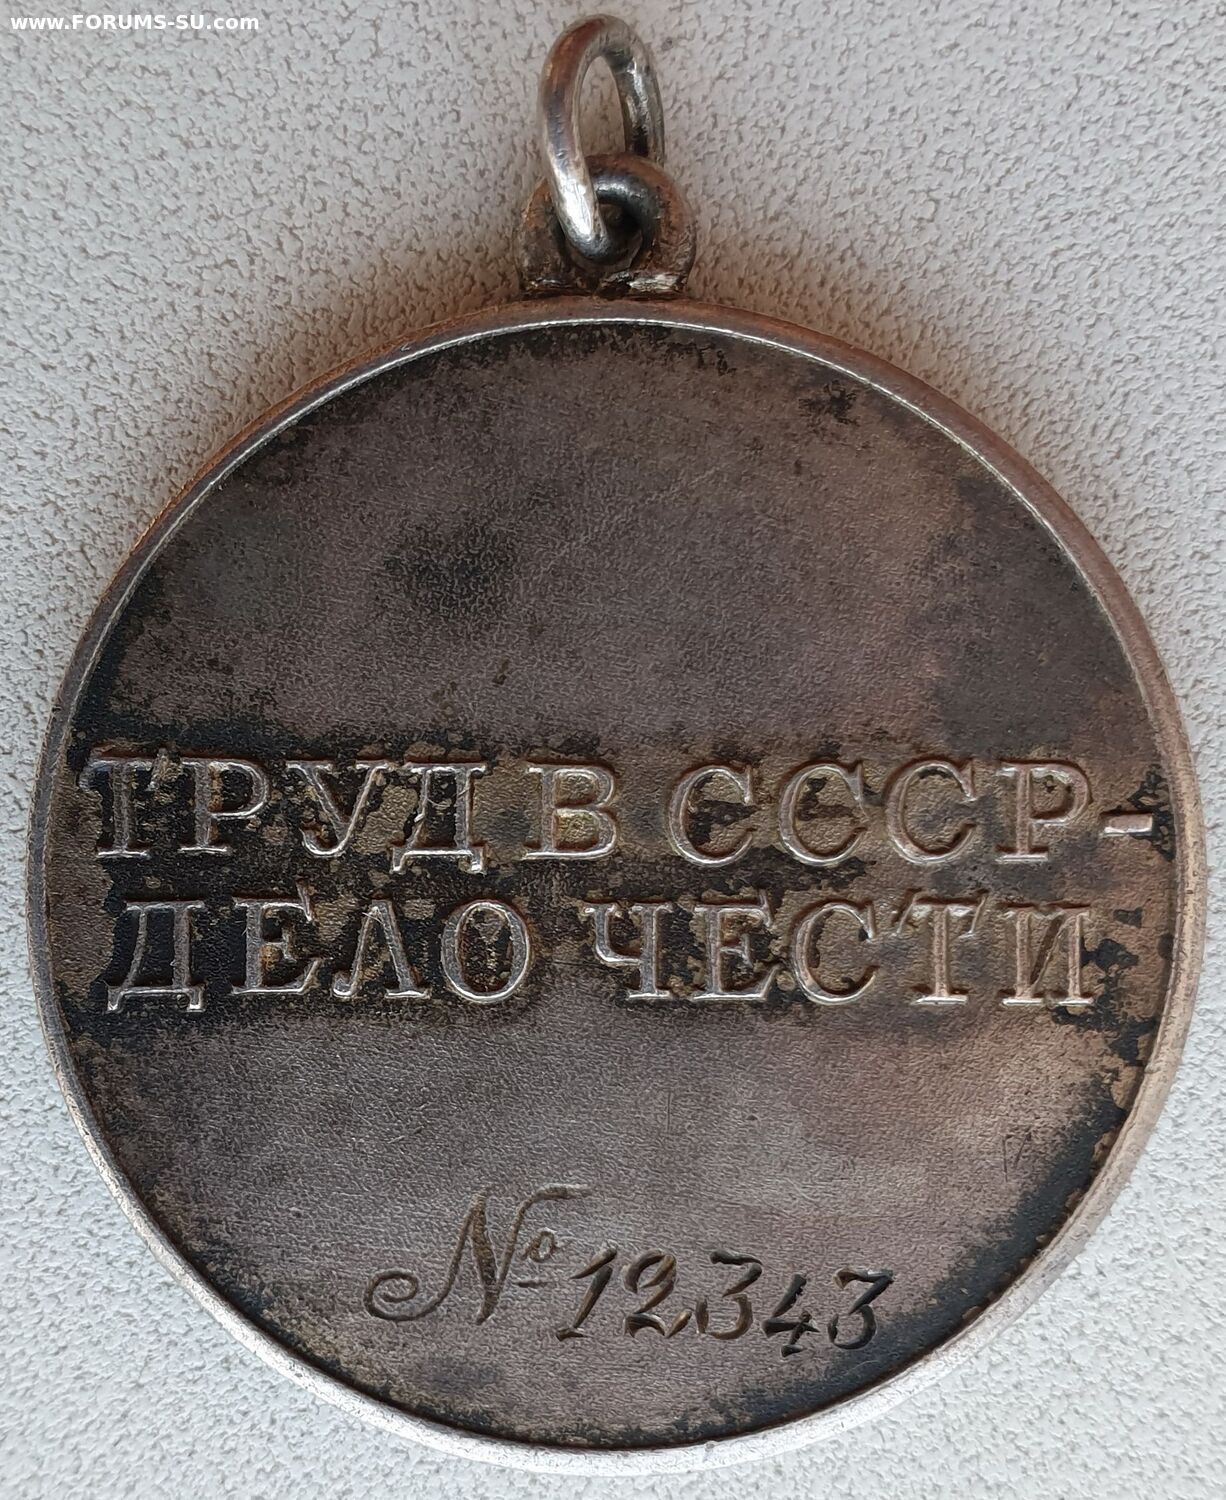 www.FORUMS-SU.com
ТРУД В СССР-
ДЕЛО ЧЕСТИ
№ 12343